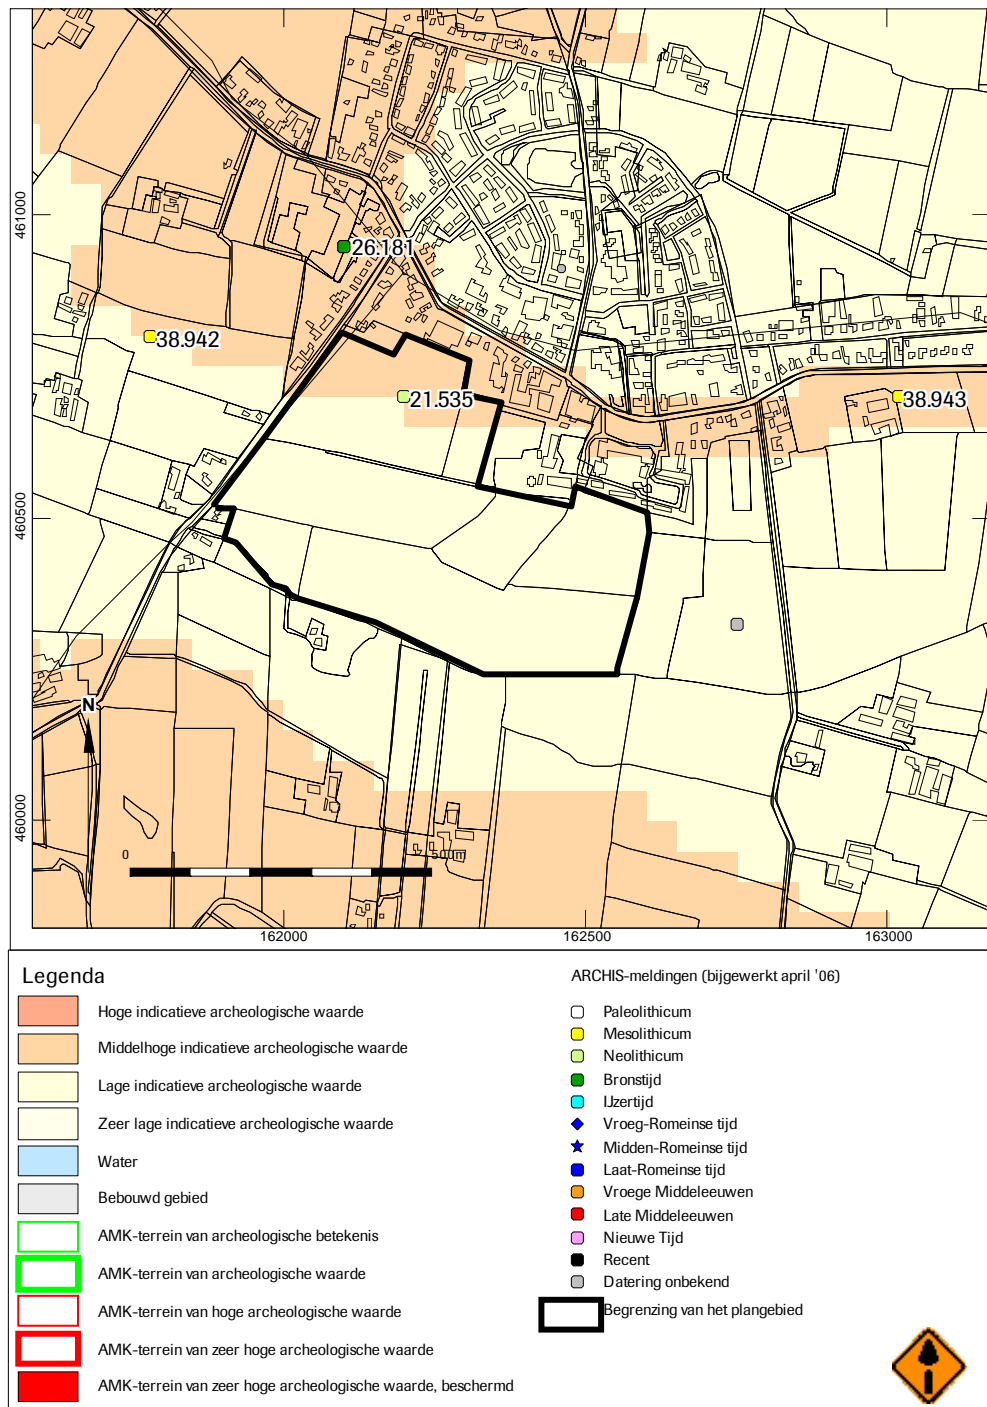 461000
26.181
38.942
21.535
38.943
460500
N
460000
0
500m
162000
162500
163000
Legenda
Hoge indicatieve archeologische waarde
Middelhoge indicatieve archeologische waarde
Lage indicatieve archeologische waarde
Zeer lage indicatieve archeologische waarde
Water
Bebouwd gebied
AMK-terrein van archeologische betekenis
AMK-terrein van archeologische waarde
AMK-terrein van hoge archeologische waarde
AMK-terrein van zeer hoge archeologische waarde
AMK-terrein van zeer hoge archeologische waarde, beschermd
ARCHIS-meldingen (bijgewerkt april '06)
Paleolithicum
Mesolithicum
Neolithicum
Bronstijd
IJzertijd
Vroeg-Romeinse tijd
Midden-Romeinse tijd
Laat-Romeinse tijd
Vroege Middeleeuwen
Late Middeleeuwen
Nieuwe Tijd
Recent
Datering onbekend
Begrenzing van het plangebied